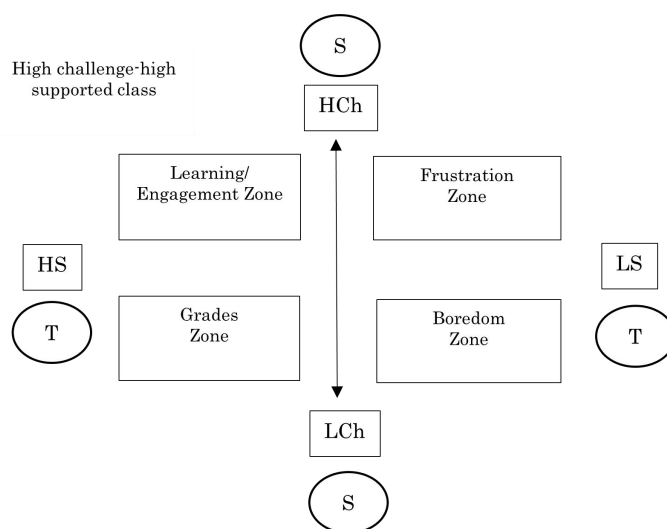 S
High challenge-high
supported class
HCh
Learning/
Engagement Zone
Frustration
Zone
HS
LS
T
Grades
Zone
Boredom
Zone
T
LCh
S